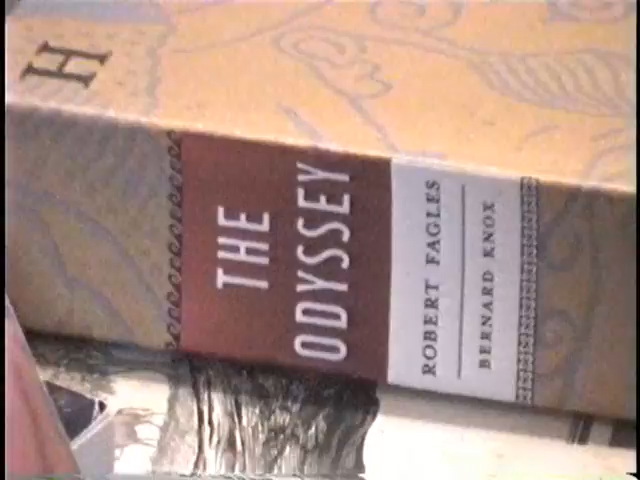 H
THE
ODYSSEY
ROBERT FAGLES
BERNARD KNOX